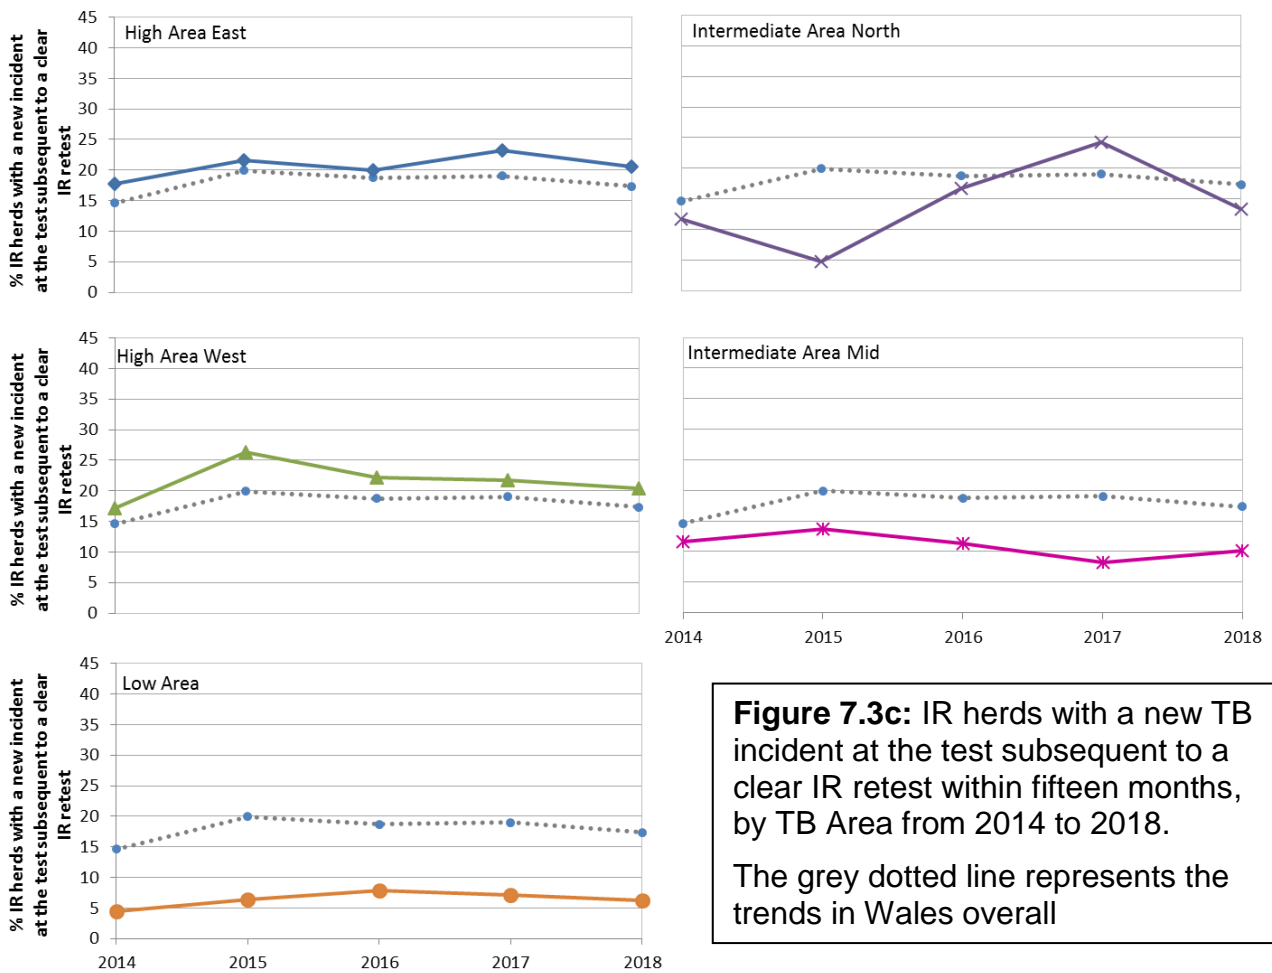 % IR herds with a new incident
at the test subsequent to a clear
IR retest
45
40
35
30
25
20
15
10
5
0
High Area East
Intermediate Area North
% IR herds with a new incident
at the test subsequent to a clear
IR retest
45
40
35
30
25
20
15
10
5
0
High Area West
Intermediate Area Mid
2014 2015 2016 2017 2018
% IR herds with a new incident
at the test subsequent to a clear
IR retest
45
40
35
30
25
20
15
10
5
0
Low Area
2014 2015 2016 2017 2018
Figure 7.3c: IR herds with a new TB
incident at the test subsequent to a
clear IR retest within fifteen months,
by TB Area from 2014 to 2018.
The grey dotted line represents the
trends in Wales overall